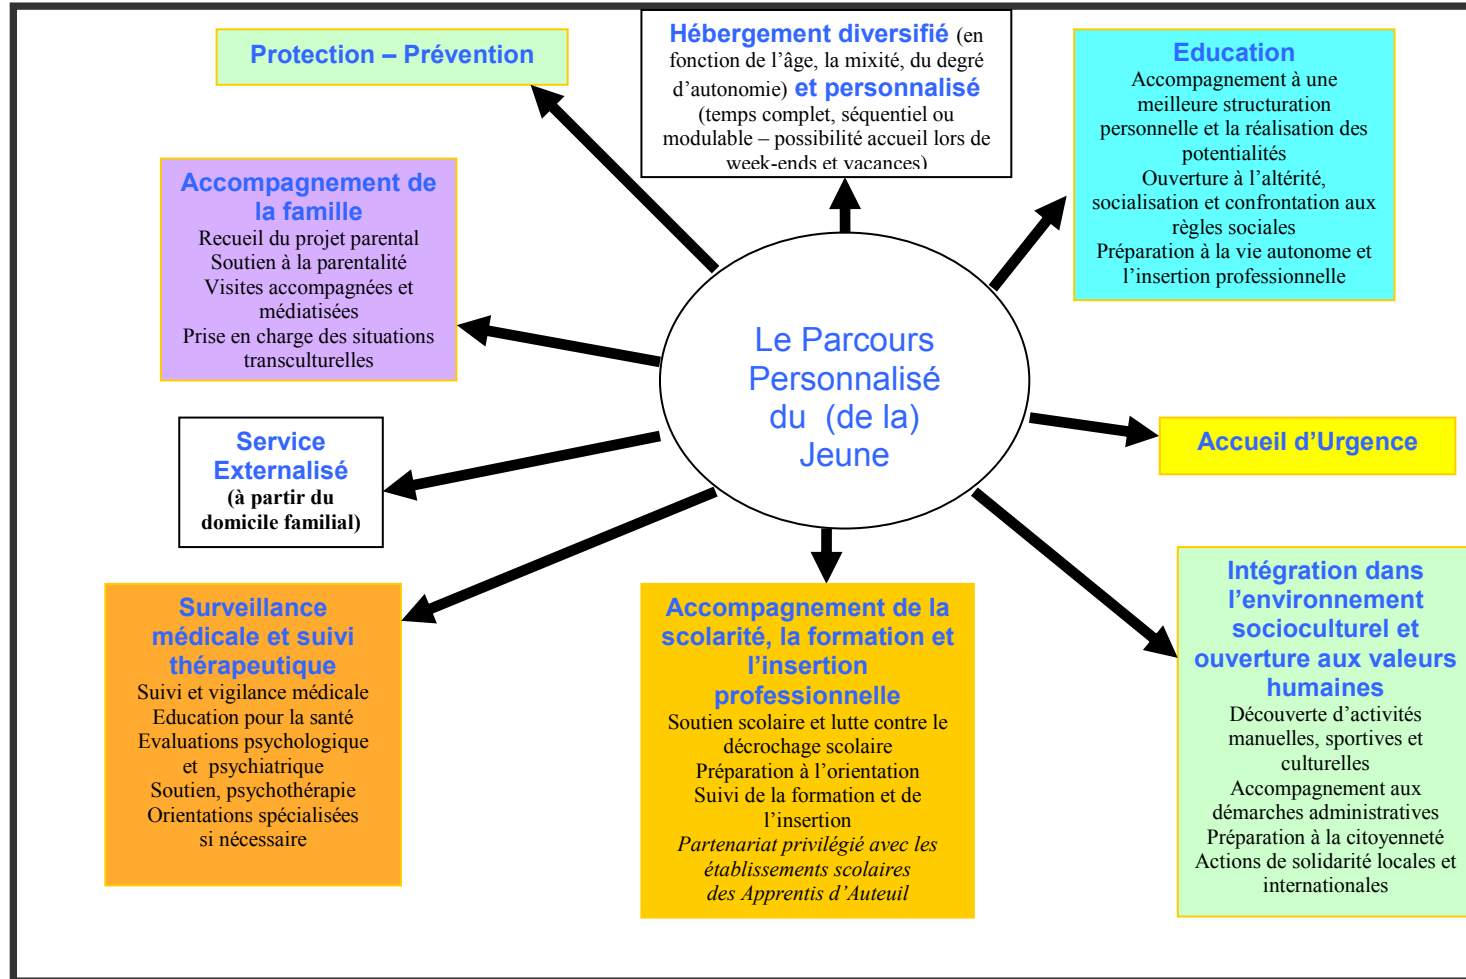 Protection – Prévention
Hébergement diversifié (en
fonction de l’âge, la mixité, du degré
d’autonomie) et personnalisé
(temps complet, séquentiel ou
modulable – possibilité accueil lors de
week-ends et vacances)
Education
Accompagnement à une
meilleure structuration
personnelle et la réalisation des
potentialités
Ouverture à l’altérité,
socialisation et confrontation aux
règles sociales
Préparation à la vie autonome et
l’insertion professionnelle
Accompagnement de
la famille
Recueil du projet parental
Soutien à la parentalité
Visites accompagnées et
médiatisées
Prise en charge des situations
transculturelles
Le Parcours
Personnalisé
du (de la)
Jeune
Service
Externalisé
(à partir du
domicile familial)
Accueil d’Urgence
Surveillance
médicale et suivi
thérapeutique
Suivi et vigilance médicale
Education pour la santé
Evaluations psychologique
et psychiatrique
Soutien, psychothérapie
Orientations spécialisées
si nécessaire
Accompagnement de la
scolarité, la formation et
l’insertion
professionnelle
Soutien scolaire et lutte contre le
décrochage scolaire
Préparation à l’orientation
Suivi de la formation et de
l’insertion
Partenariat privilégié avec les
établissements scolaires
des Apprentis d’Auteuil
Intégration dans
l’environnement
socioculturel et
ouverture aux valeurs
humaines
Découverte d’activités
manuelles, sportives et
culturelles
Accompagnement aux
démarches administratives
Préparation à la citoyenneté
Actions de solidarité locales et
internationales